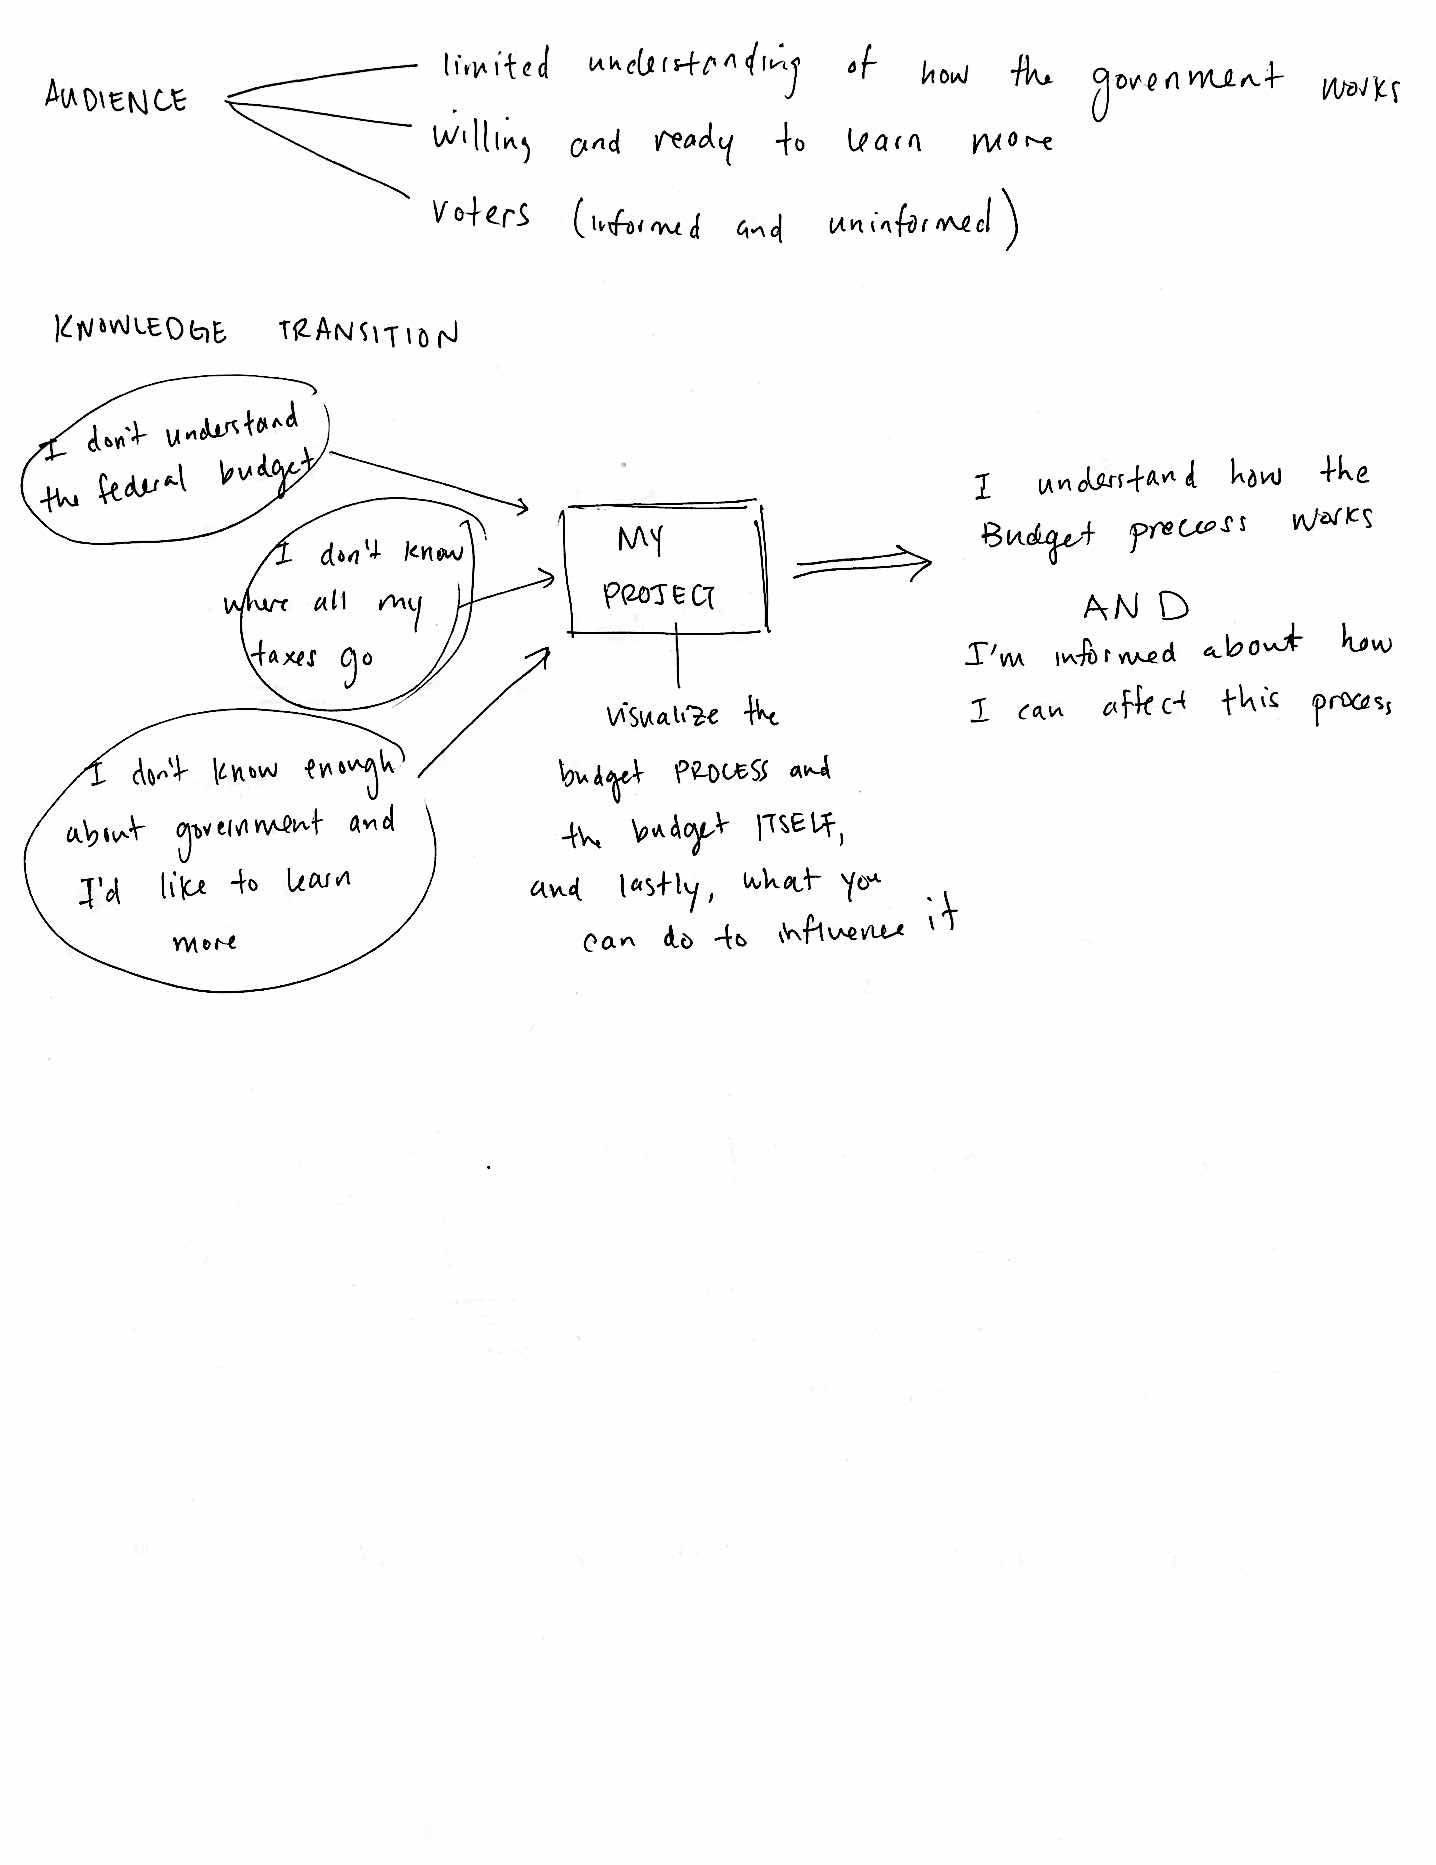 AUDIENCE
limited understanding of how the govenment works
willing and ready to learn more
voters (informed and uninformed)
KNOWLEDGE TRANSITION
I don't understand
the federal budget
I don't know
where all my
taxes go
I don't know enough
about government and
I'd like to learn
more
MY
PROJECT
visualize the
budget PROCESS and
the budget ITSELF,
and lastly, what you
can do to influence it
I understand how the
Budget process works
AND
I'm informed about how
I can affect this process